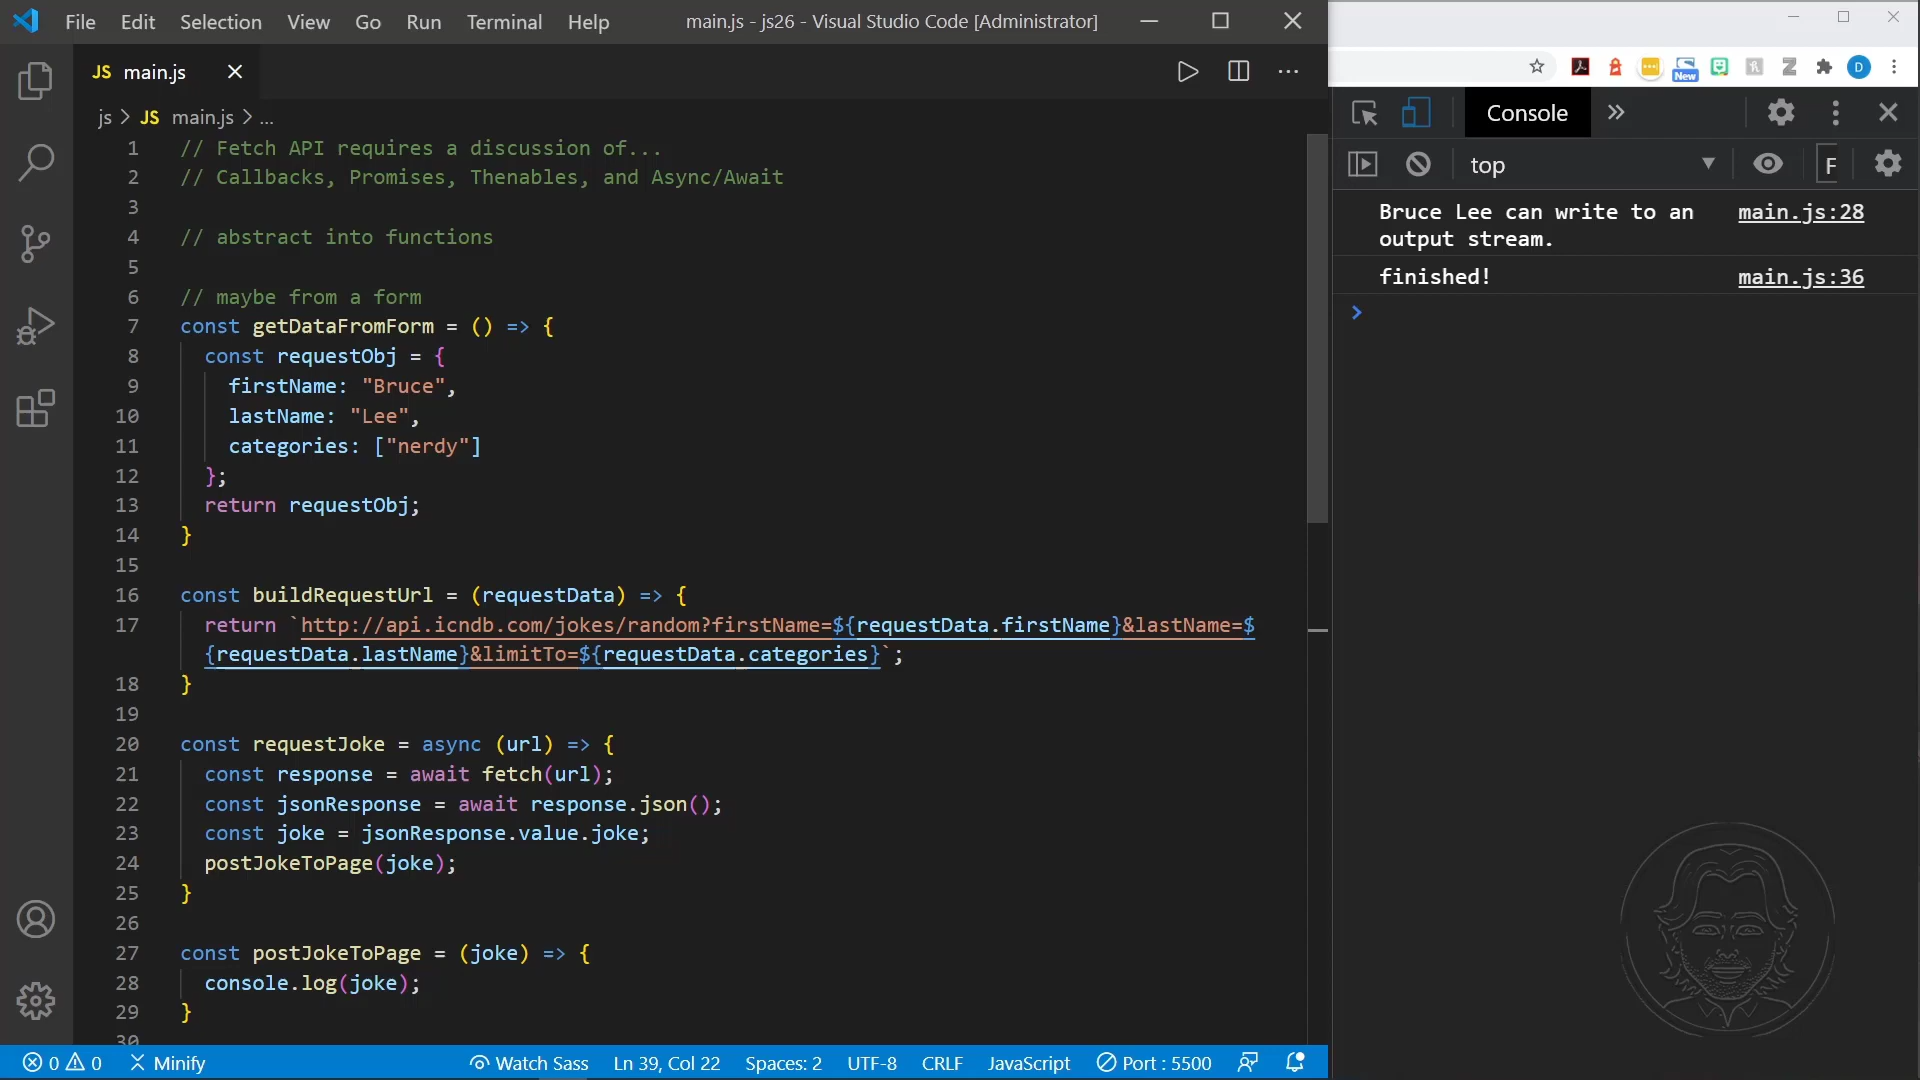 File Edit Selection View Go Run Terminal Help main.js - js26 - Visual Studio Code [Administrator]
JS main.js
js > JS main.js > ...
1 // Fetch API requires a discussion of...
2 // Callbacks, Promises, Thenables, and Async/Await
3
4 // abstract into functions
5
6 // maybe from a form
7 const getDataFromForm = () => {
8   const requestObj = {
9     firstName: "Bruce",
10     lastName: "Lee",
11     categories: ["nerdy"]
12   };
13   return requestObj;
14 }
15
16 const buildRequestUrl = (requestData) => {
17   return `http://api.icndb.com/jokes/random?firstName=${requestData.firstName}&lastName=$
{requestData.lastName}&limitTo=${requestData.categories}`;
18 }
19
20 const requestJoke = async (url) => {
21   const response = await fetch(url);
22   const jsonResponse = await response.json();
23   const joke = jsonResponse.value.joke;
24   postJokeToPage(joke);
25 }
26
27 const postJokeToPage = (joke) => {
28   console.log(joke);
29 }
30
0 0 Minify Watch Sass Ln 39, Col 22 Spaces: 2 UTF-8 CRLF JavaScript Port : 5500
New D
Console
top F
Bruce Lee can write to an main.js:28
output stream.
finished! main.js:36